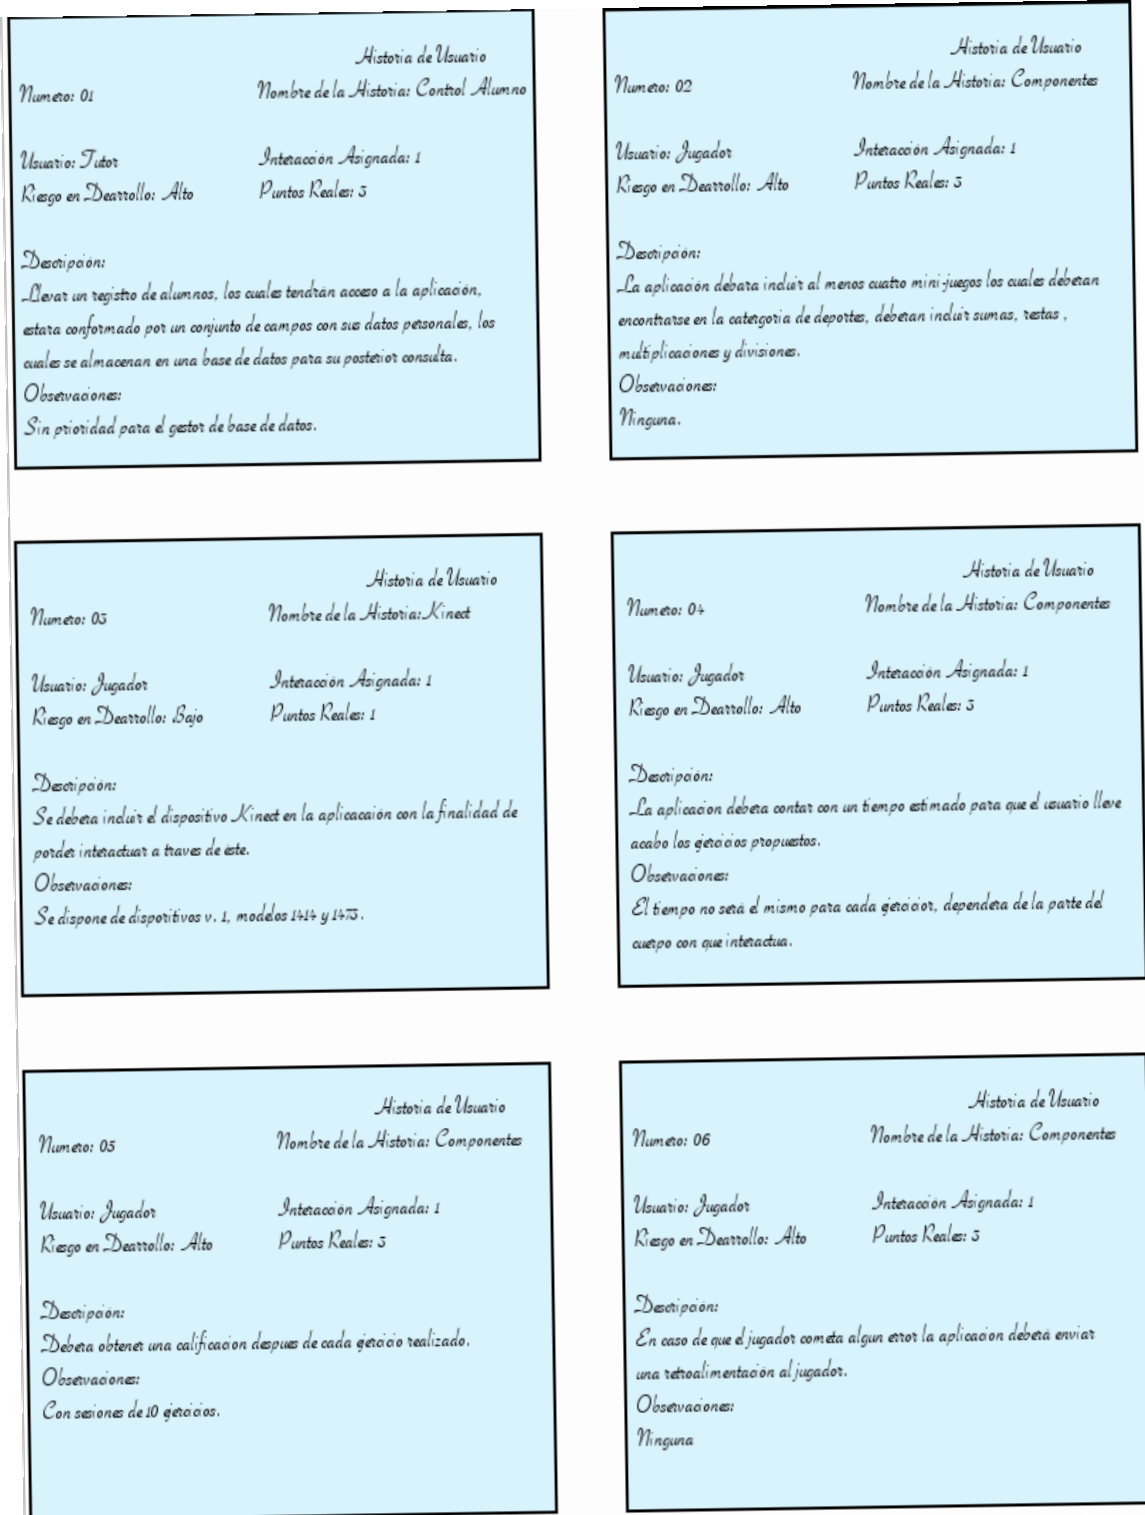 Historia de Usuario
Numero: 01 Nombre de la Historia: Control Alumno
Usuario: Tutor Interacción Asignada: 1
Riesgo en Dearrollo: Alto Puntos Reales: 3
Descripción:
Llevar un registro de alumnos, los cuales tendrán acceso a la aplicación,
estara conformado por un conjunto de campos con sus datos personales, los
cuales se almacenan en una base de datos para su posterior consulta.
Observaciones:
Sin prioridad para el gestor de base de datos.
Historia de Usuario
Numero: 02 Nombre de la Historia: Componentes
Usuario: Jugador Interacción Asignada: 1
Riesgo en Dearrollo: Alto Puntos Reales: 3
Descripción:
La aplicación debara incluir al menos cuatro mini-juegos los cuales deberan
encontrarse en la catergoria de deportes, deberan incluir sumas, restas ,
multiplicaciones y divisiones.
Observaciones:
Ninguna.
Historia de Usuario
Numero: 03 Nombre de la Historia:Kinect
Usuario: Jugador Interacción Asignada: 1
Riesgo en Dearrollo: Bajo Puntos Reales: 1
Descripción:
Se debera incluir el dispositivo Kinect en la aplicacaión con la finalidad de
porder interactuar a traves de éste.
Observaciones:
Se dispone de disporitivos v. 1, modelos 1414 y 1473.
Historia de Usuario
Numero: 04 Nombre de la Historia: Componentes
Usuario: Jugador Interacción Asignada: 1
Riesgo en Dearrollo: Alto Puntos Reales: 3
Descripción:
La aplicacion debera contar con un tiempo estimado para que el usuario lleve
acabo los ejercicios propuestos.
Observaciones:
El tiempo no será el mismo para cada ejercicior, dependera de la parte del
cuerpo con que interactua.
Historia de Usuario
Numero: 05 Nombre de la Historia: Componentes
Usuario: Jugador Interacción Asignada: 1
Riesgo en Dearrollo: Alto Puntos Reales: 3
Descripción:
Debera obtener una calificacion despues de cada ejercicio realizado.
Observaciones:
Con sesiones de 10 ejercicios.
Historia de Usuario
Numero: 06 Nombre de la Historia: Componentes
Usuario: Jugador Interacción Asignada: 1
Riesgo en Dearrollo: Alto Puntos Reales: 3
Descripción:
En caso de que el jugador cometa algun error la aplicacion deberá enviar
una retroalimentación al jugador.
Observaciones:
Ninguna